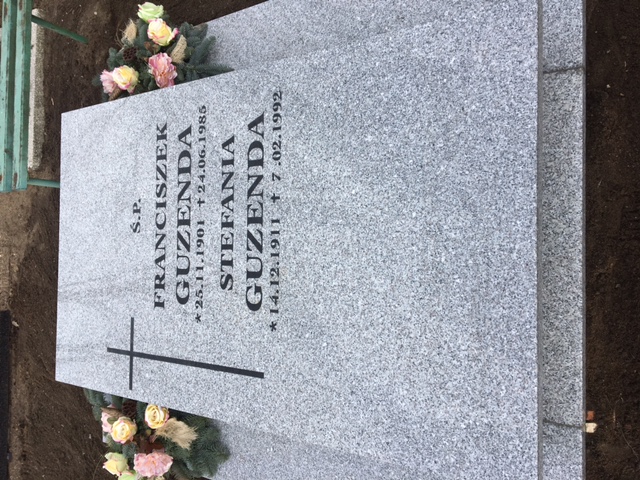 Ś.P.
FRANCISZEK
GUZENDA
* 25.11.1901 † 24.06.1985
STEFANIA
GUZENDA
* 14.12.1911 † 7.02.1992